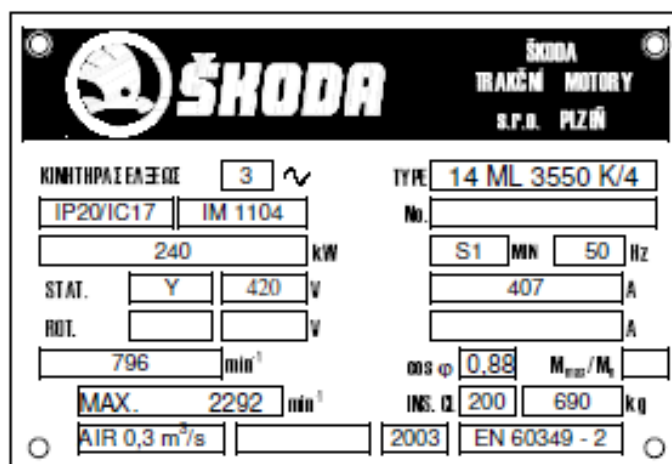 ŠKODA
ŠKODA
TRAKČNÍ MOTORY
s.r.o. PLZEŇ
ΚΙΝΗΤΗΡΑΣ ΕΛΞΕΩΣ 3 ∿ TYPE 14 ML 3550 K/4
IP20/IC17 IM 1104 No.
240 kW S1 MIN 50 Hz
STAT. Y 420 V 407 A
ROT. V A
796 min⁻¹ cos φ 0,88 Mmax/Mn
MAX. 2292 min⁻¹ INS. Cl. 200 690 kg
AIR 0,3 m³/s 2003 EN 60349 - 2